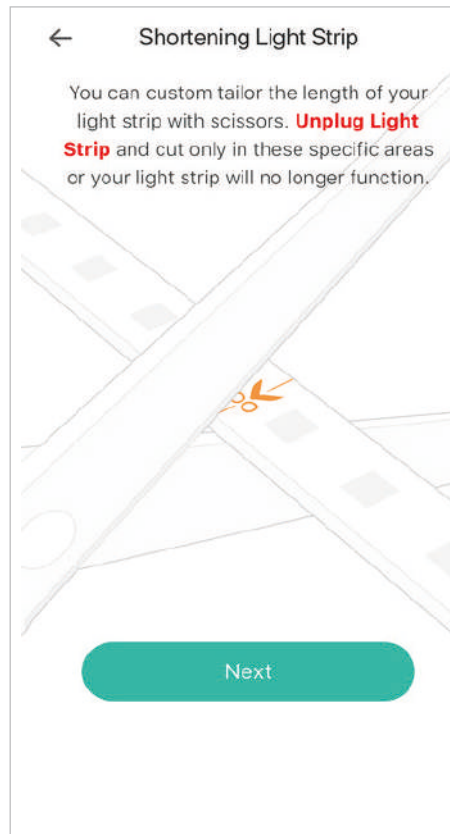 Shortening Light Strip
You can custom tailor the length of your
light strip with scissors. Unplug Light
Strip and cut only in these specific areas
or your light strip will no longer function.
Next